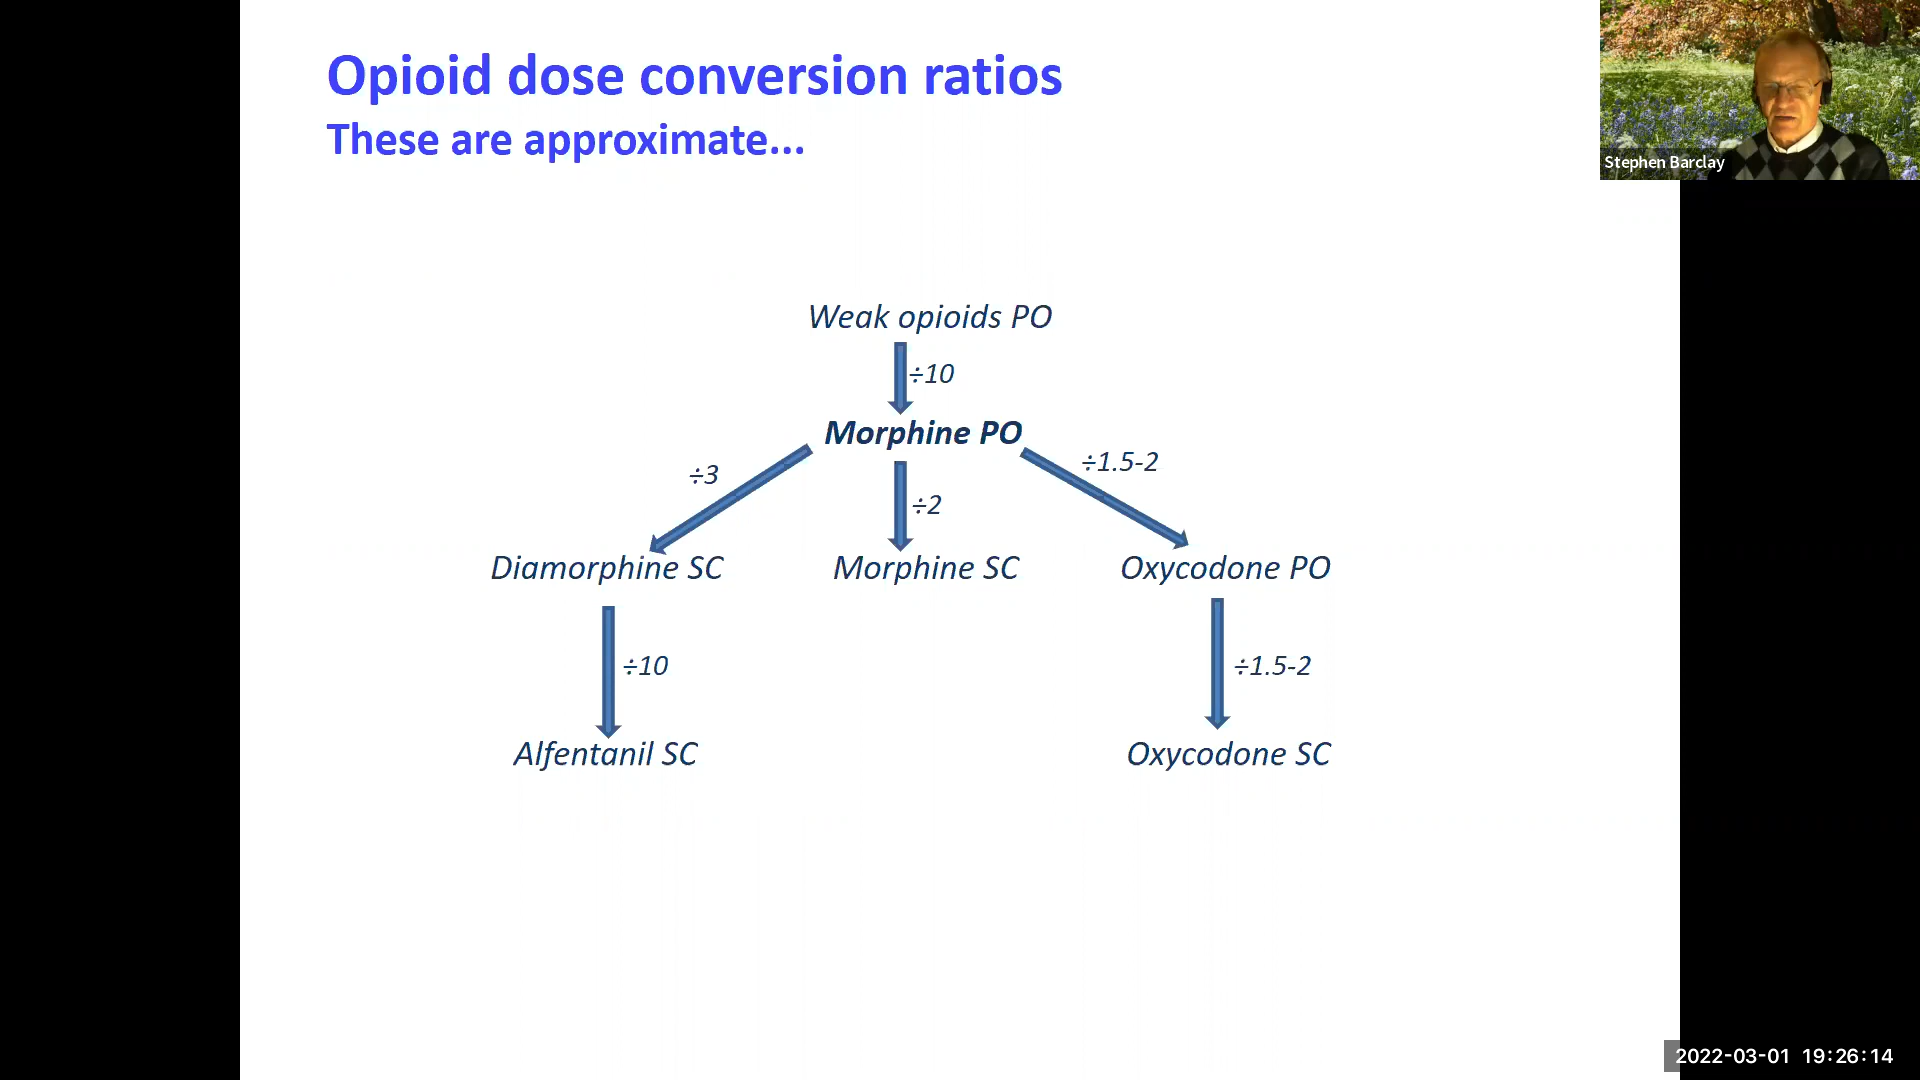 Opioid dose conversion ratios
These are approximate...
Stephen Barclay
Weak opioids PO
÷10
Morphine PO
÷3
÷2
÷1.5-2
Diamorphine SC
Morphine SC
Oxycodone PO
÷10
÷1.5-2
Alfentanil SC
Oxycodone SC
2022-03-01 19:26:14